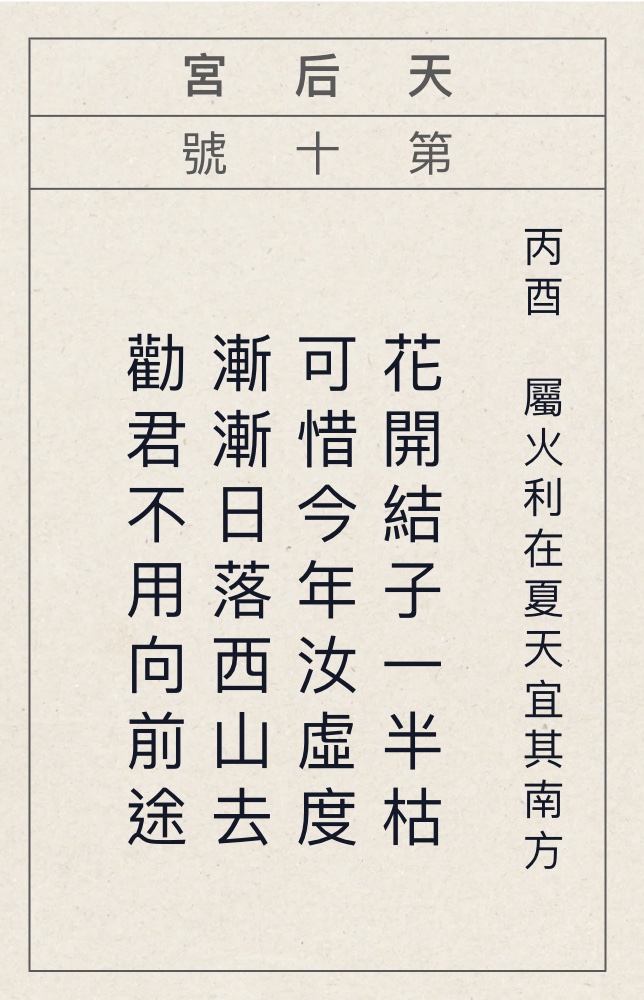 天后宮
第十號
丙酉　屬火利在夏天宜其南方
花開結子一半枯
可惜今年汝虛度
漸漸日落西山去
勸君不用向前途